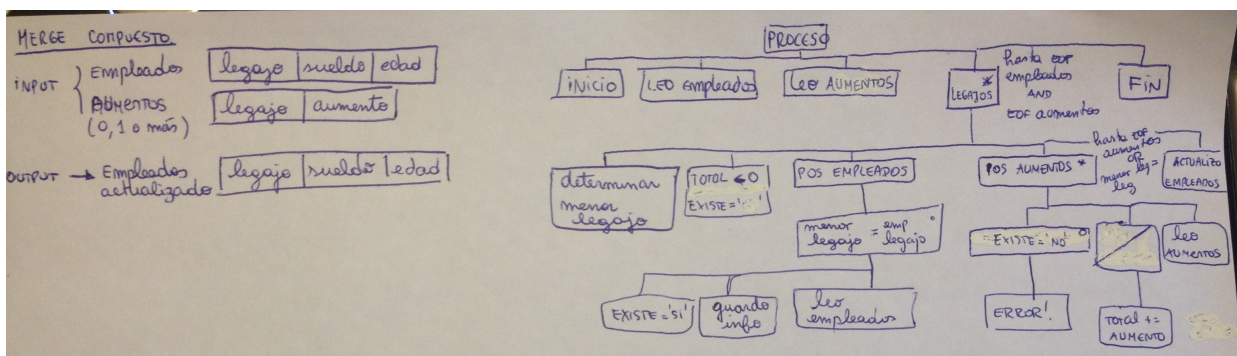 MERGE COMPUESTO
INPUT
Empleados
legajo | sueldo | edad
AUMENTOS
(0,1 o más)
legajo | aumento
OUTPUT → Empleados
actualizado
legajo | sueldo | edad
PROCESO
INICIO
LEO Empleados
Leo AUMENTOS
*
LEGAJOS
hasta EOF
empleados
AND
EOF aumentos
FIN
determinar
menor
legajo
TOTAL ← 0
EXISTE='
POS EMPLEADOS
POS AUMENTOS *
hasta EOF
aumentos
OR
menor leg ≠
leg
ACTUALIZO
EMPLEADOS
menor = emp °
legajo legajo
EXISTE='SI'
guardo
info
leo
empleados
EXISTE='NO' °
ERROR!
TOTAL +=
AUMENTO
leo
AUMENTOS